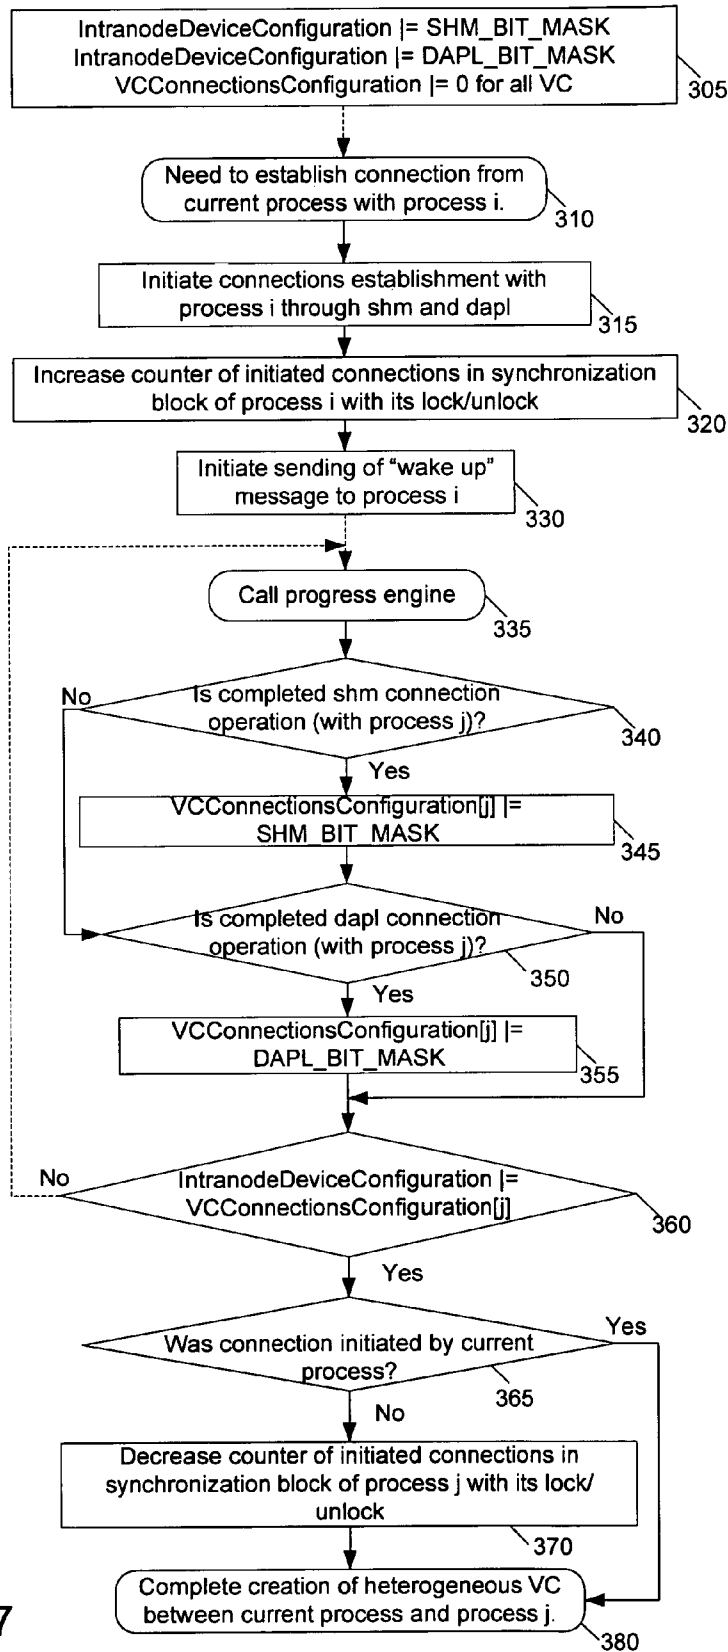 IntranodeDeviceConfiguration |= SHM_BIT_MASK
IntranodeDeviceConfiguration |= DAPL_BIT_MASK
VCConnectionsConfiguration |= 0 for all VC
305
Need to establish connection from
current process with process i.
310
Initiate connections establishment with
process i through shm and dapl
315
Increase counter of initiated connections in synchronization
block of process i with its lock/unlock
320
Initiate sending of “wake up”
message to process i
330
Call progress engine
335
No
Is completed shm connection
operation (with process j)?
340
Yes
VCConnectionsConfiguration[j] |=
SHM_BIT_MASK
345
Is completed dapl connection
operation (with process j)?
No
350
Yes
VCConnectionsConfiguration[j] |=
DAPL_BIT_MASK
355
No
IntranodeDeviceConfiguration |=
VCConnectionsConfiguration[j]
360
Yes
Was connection initiated by current
process?
Yes
365
No
Decrease counter of initiated connections in
synchronization block of process j with its lock/
unlock
370
Complete creation of heterogeneous VC
between current process and process j.
380
7